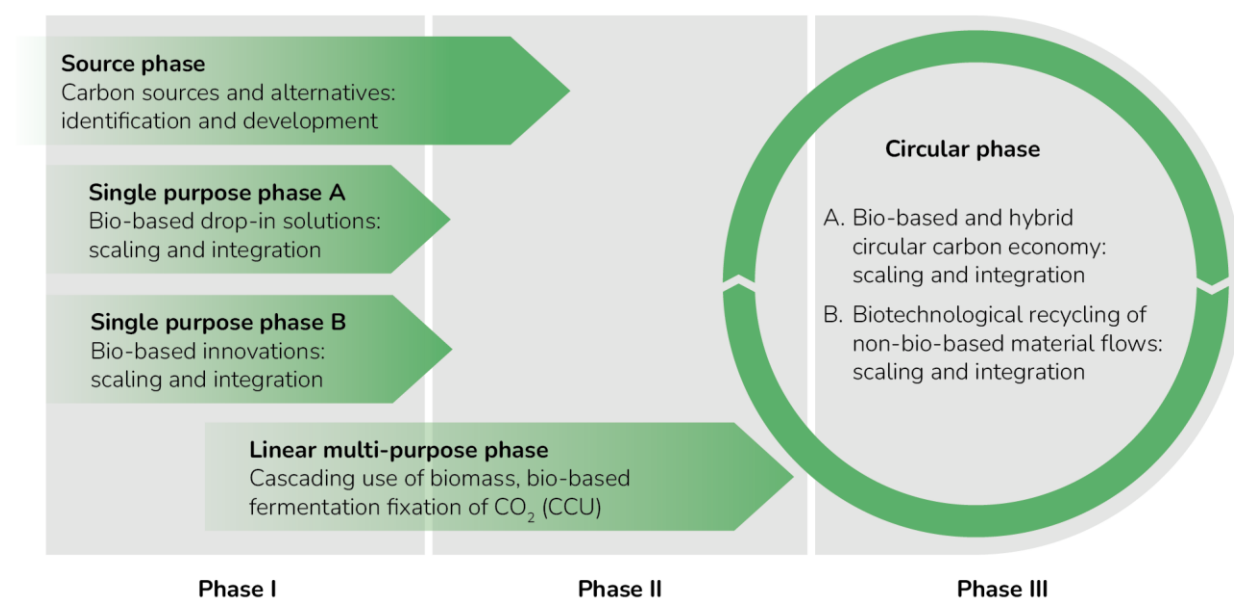 Source phase
Carbon sources and alternatives:
identification and development
Single purpose phase A
Bio-based drop-in solutions:
scaling and integration
Single purpose phase B
Bio-based innovations:
scaling and integration
Linear multi-purpose phase
Cascading use of biomass, bio-based
fermentation fixation of CO₂ (CCU)
Circular phase
A. Bio-based and hybrid
circular carbon economy:
scaling and integration
B. Biotechnological recycling of
non-bio-based material flows:
scaling and integration
Phase I
Phase II
Phase III